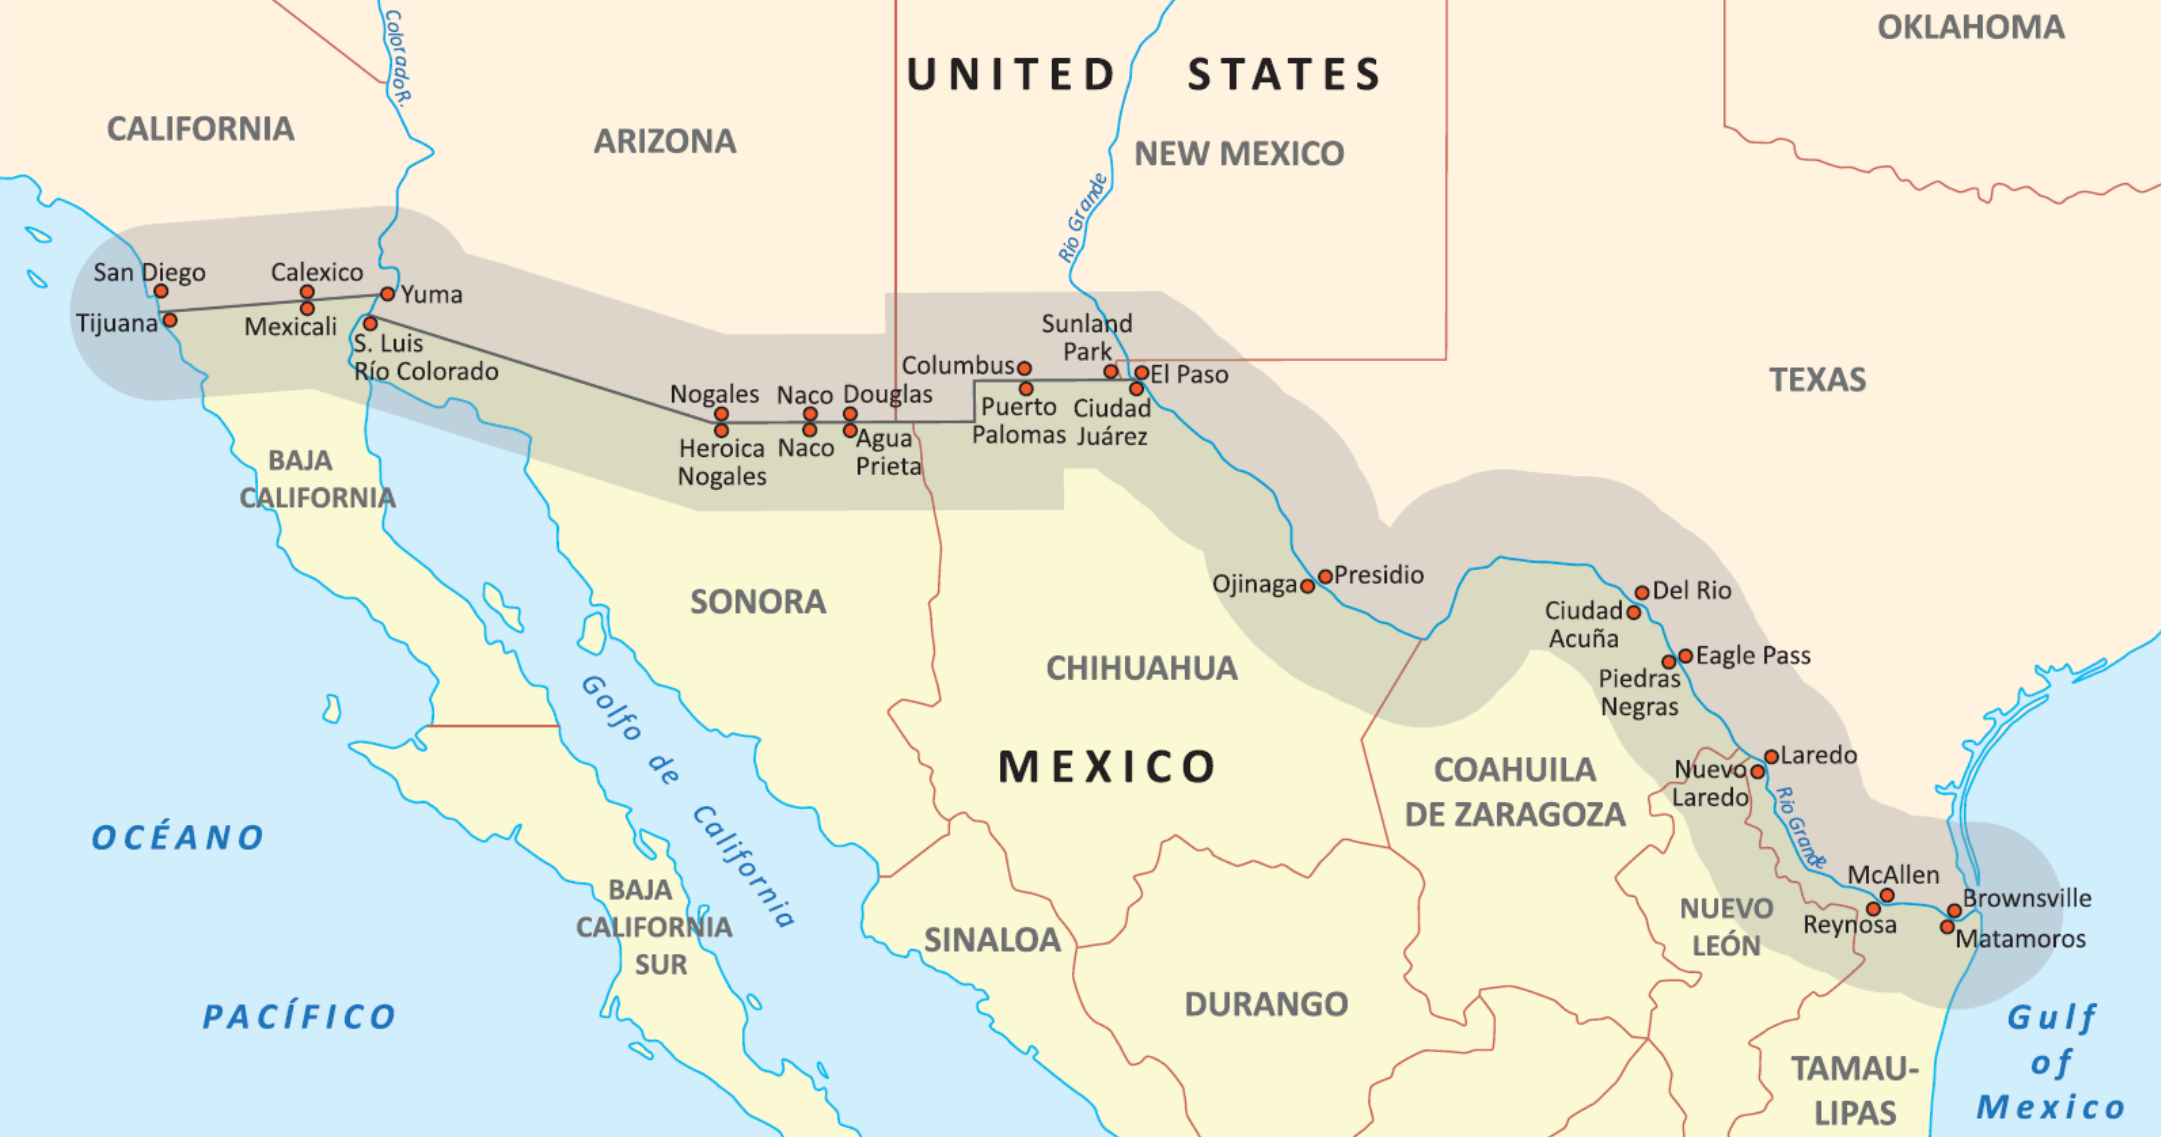 Colorado R.
OKLAHOMA
UNITED STATES
CALIFORNIA
ARIZONA
NEW MEXICO
Rio Grande
San Diego
Calexico
Yuma
Tijuana
Mexicali
S. Luis
Río Colorado
Sunland
Park
Columbus
El Paso
TEXAS
Nogales
Naco
Douglas
Puerto
Palomas
Ciudad
Juárez
Heroica
Nogales
Naco
Agua
Prieta
BAJA
CALIFORNIA
SONORA
Ojinaga
Presidio
Del Rio
Ciudad
Acuña
Eagle Pass
Piedras
Negras
CHIHUAHUA
MEXICO
Golfo de California
COAHUILA
DE ZARAGOZA
Laredo
Nuevo
Laredo
Rio Grande
OCÉANO
PACÍFICO
BAJA
CALIFORNIA
SUR
SINALOA
DURANGO
NUEVO
LEÓN
McAllen
Reynosa
Brownsville
Matamoros
TAMAU-
LIPAS
Gulf
of
Mexico